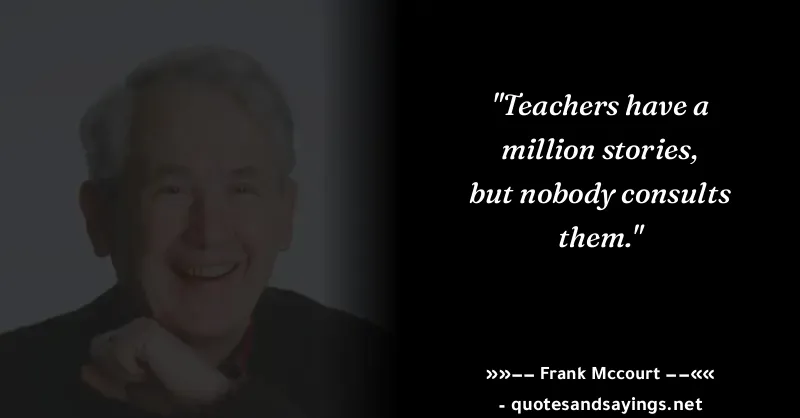 "Teachers have a
million stories,
but nobody consults
them."
»»−− Frank Mccourt −−««
- quotesandsayings.net